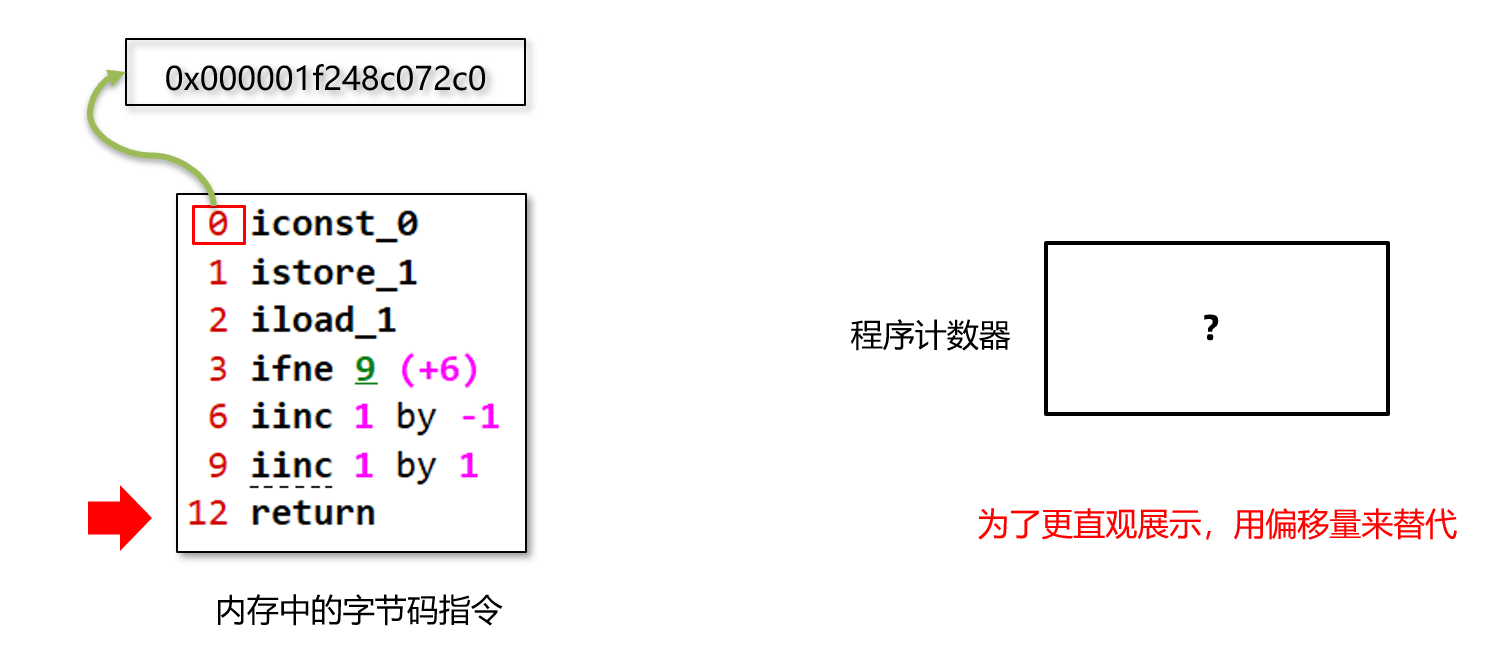 0x000001f248c072c0
0 iconst_0
1 istore_1
2 iload_1
3 ifne 9 (+6)
6 iinc 1 by -1
9 iinc 1 by 1
12 return
内存中的字节码指令
程序计数器
?
为了更直观展示，用偏移量来替代